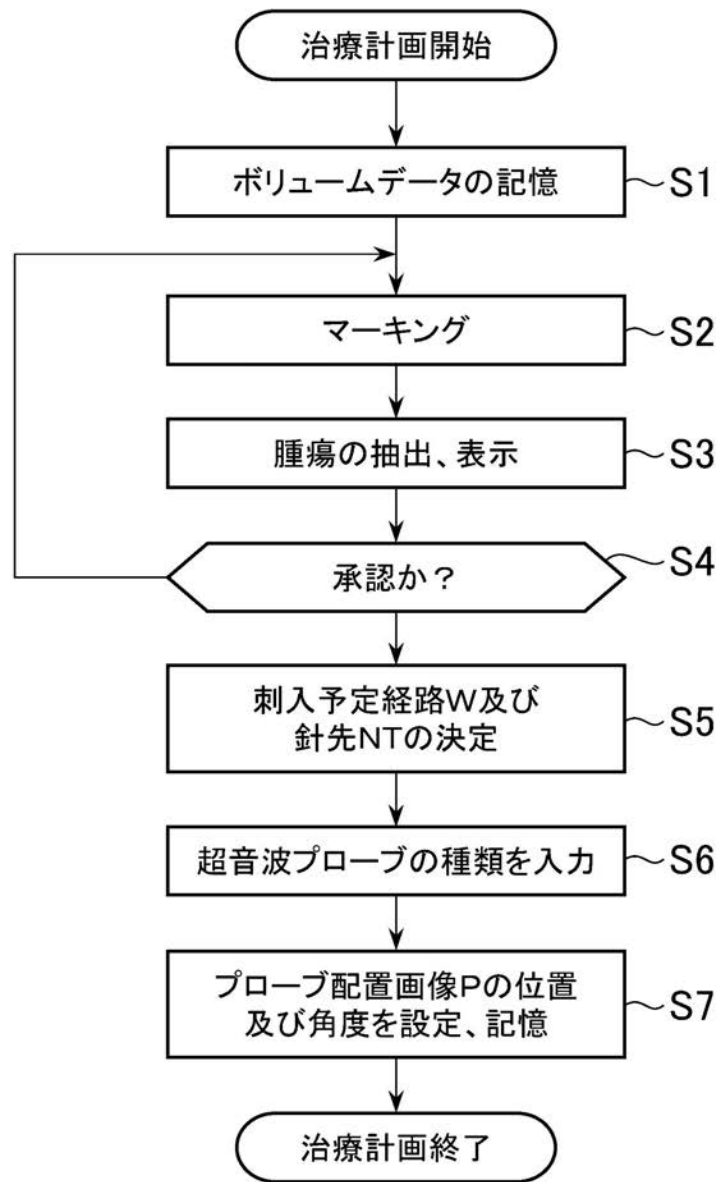 治療計画開始
ボリュームデータの記憶
S1
マーキング
S2
腫瘍の抽出、表示
S3
承認か？
S4
刺入予定経路W及び
針先NTの決定
S5
超音波プローブの種類を入力
S6
プローブ配置画像Pの位置
及び角度を設定、記憶
S7
治療計画終了